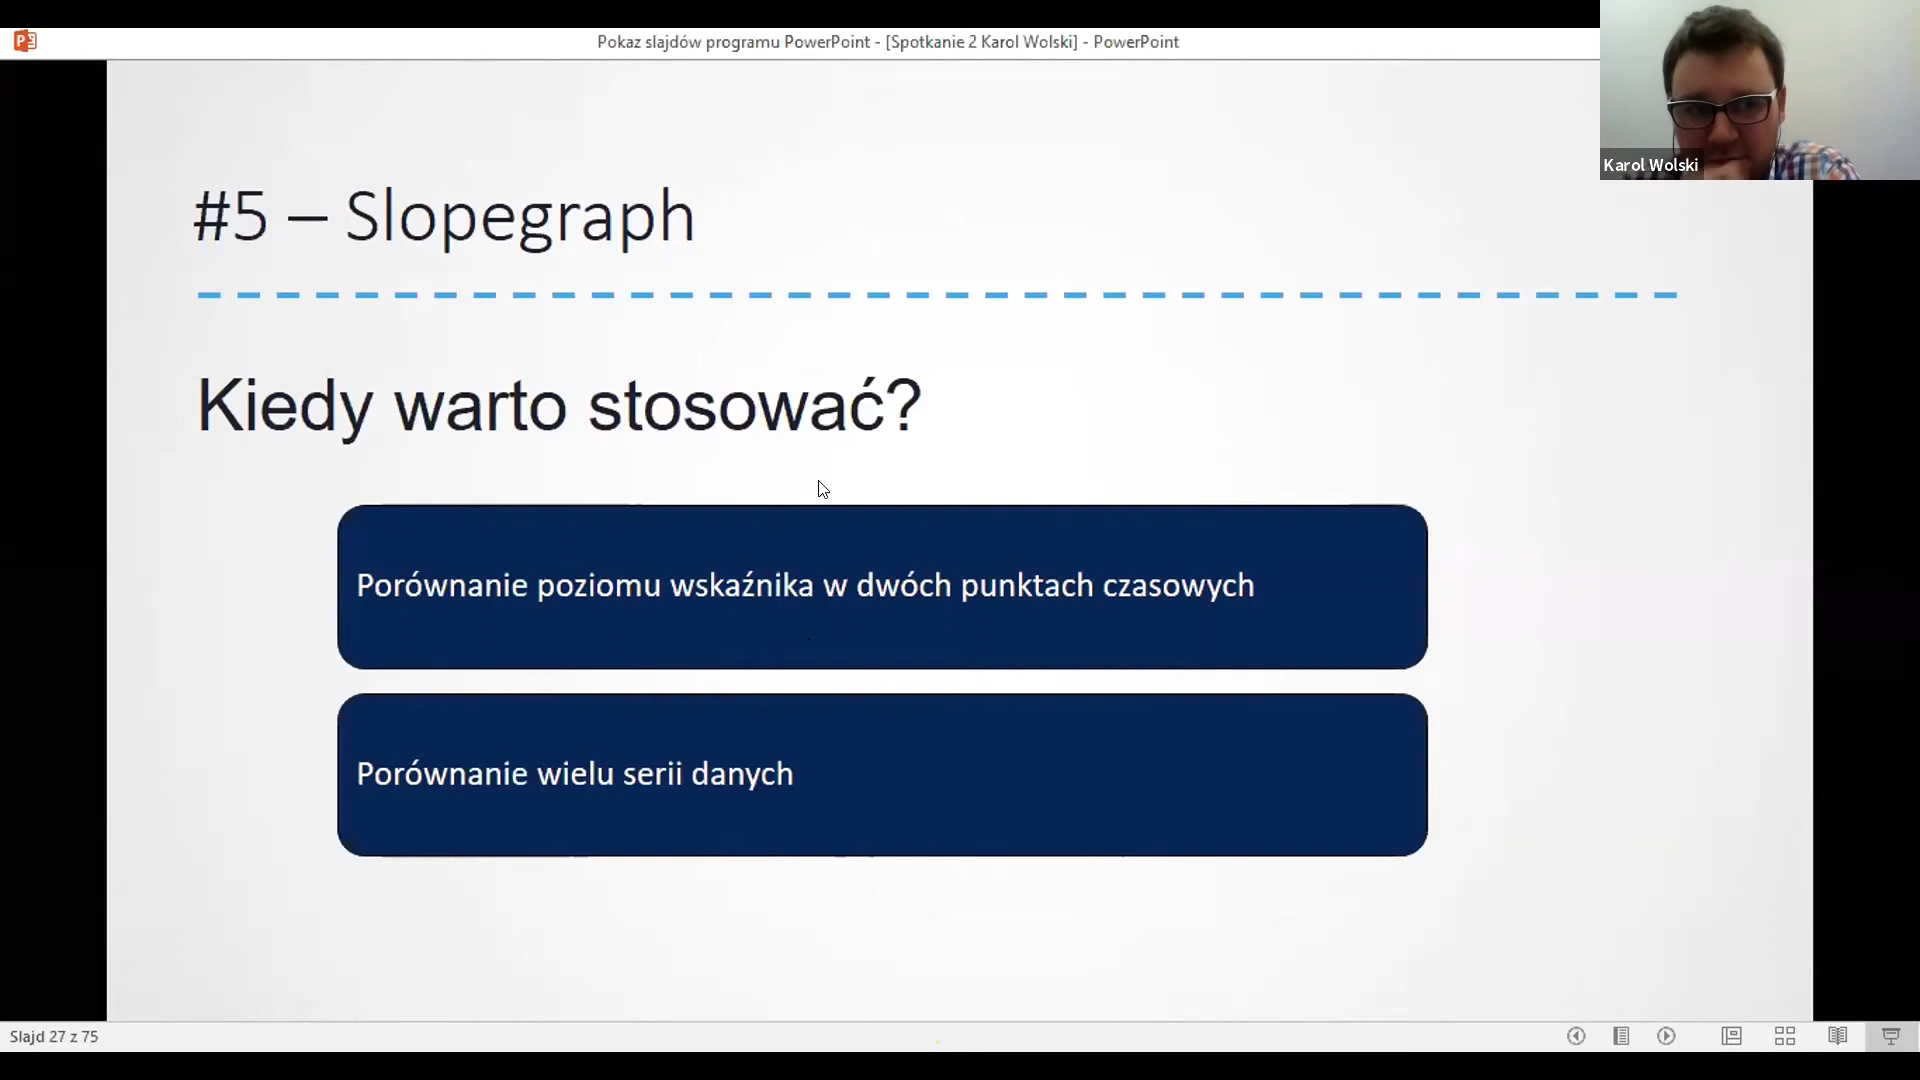 Pokaz slajdów programu PowerPoint - [Spotkanie 2 Karol Wolski] - PowerPoint
Karol Wolski
#5 – Slopegraph
Kiedy warto stosować?
Porównanie poziomu wskaźnika w dwóch punktach czasowych
Porównanie wielu serii danych
Slajd 27 z 75